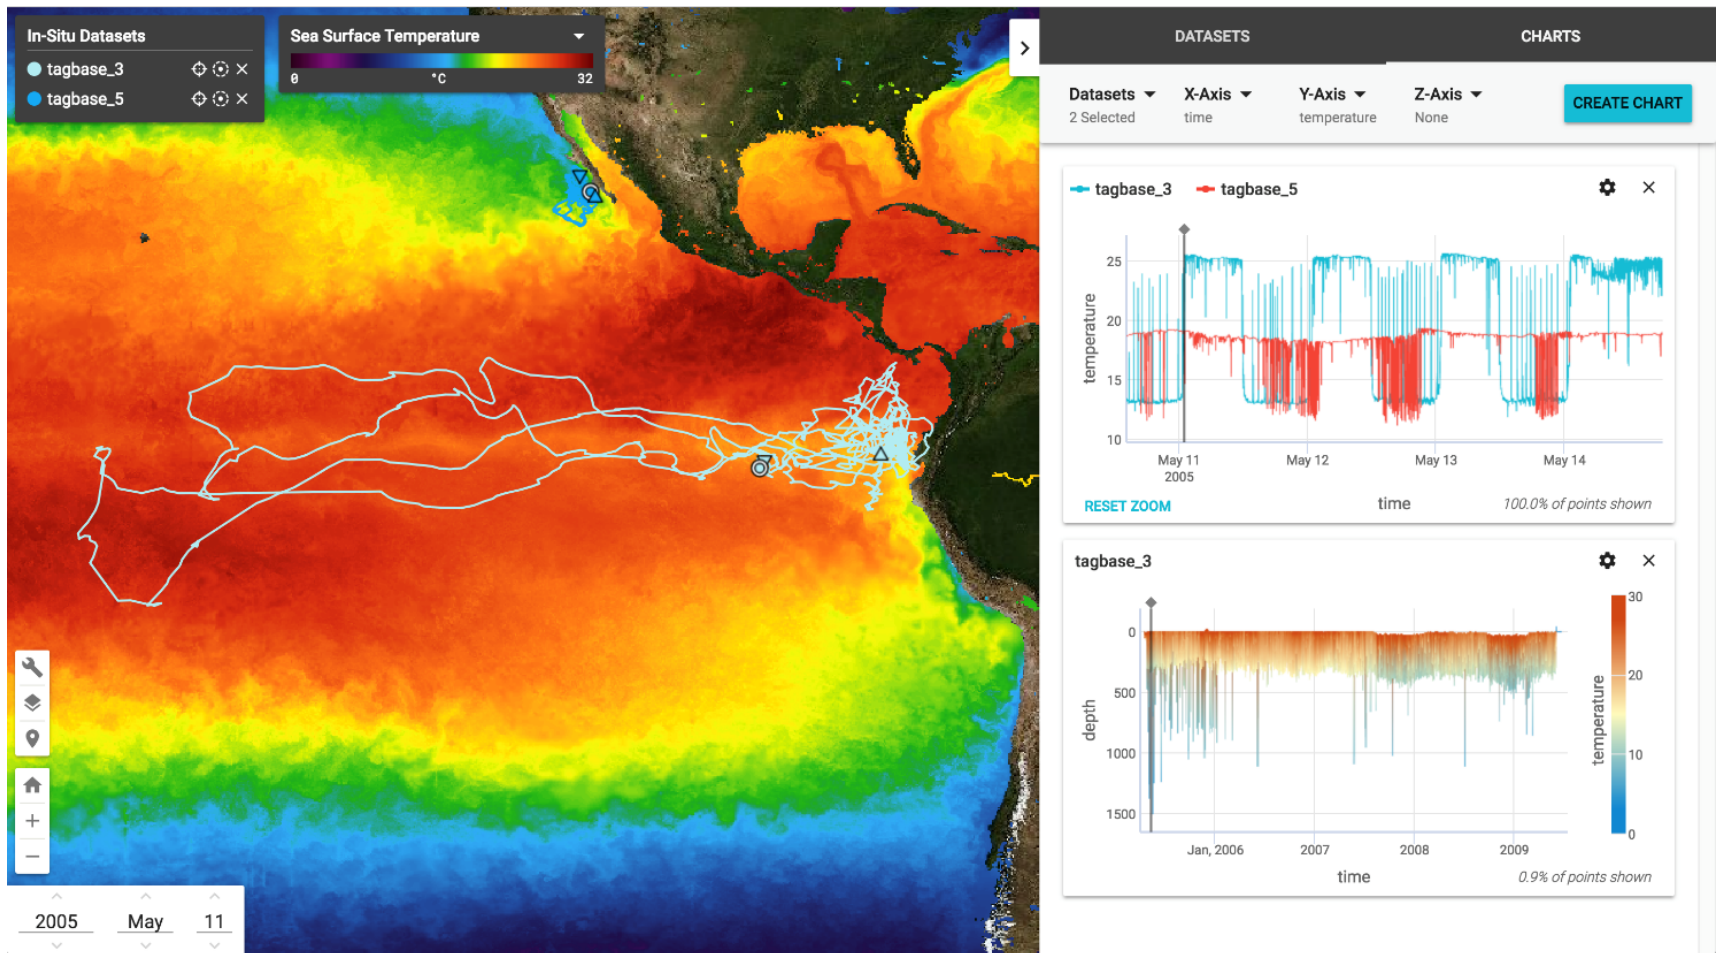 In-Situ Datasets
tagbase_3
tagbase_5
Sea Surface Temperature
0 °C 32
2005 May 11
DATASETS CHARTS
Datasets X-Axis Y-Axis Z-Axis
2 Selected time temperature None
CREATE CHART
tagbase_3 tagbase_5
temperature
25
20
15
10
May 11 May 12 May 13 May 14
2005
RESET ZOOM time 100.0% of points shown
tagbase_3
depth
0
500
1000
1500
Jan, 2006 2007 2008 2009
time 0.9% of points shown
temperature
30
20
10
0